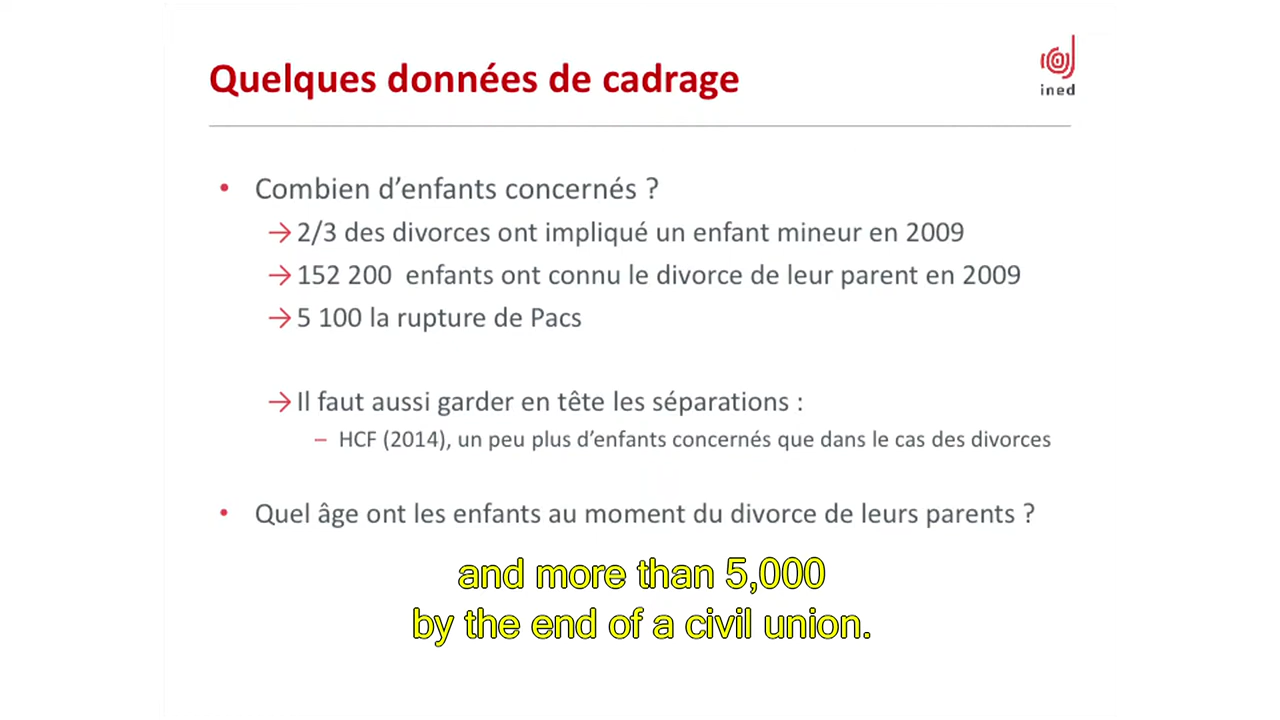 Quelques données de cadrage
ined
• Combien d’enfants concernés ?
→ 2/3 des divorces ont impliqué un enfant mineur en 2009
→ 152 200 enfants ont connu le divorce de leur parent en 2009
→ 5 100 la rupture de Pacs
→ Il faut aussi garder en tête les séparations :
– HCF (2014), un peu plus d’enfants concernés que dans le cas des divorces
• Quel âge ont les enfants au moment du divorce de leurs parents ?
and more than 5,000
by the end of a civil union.